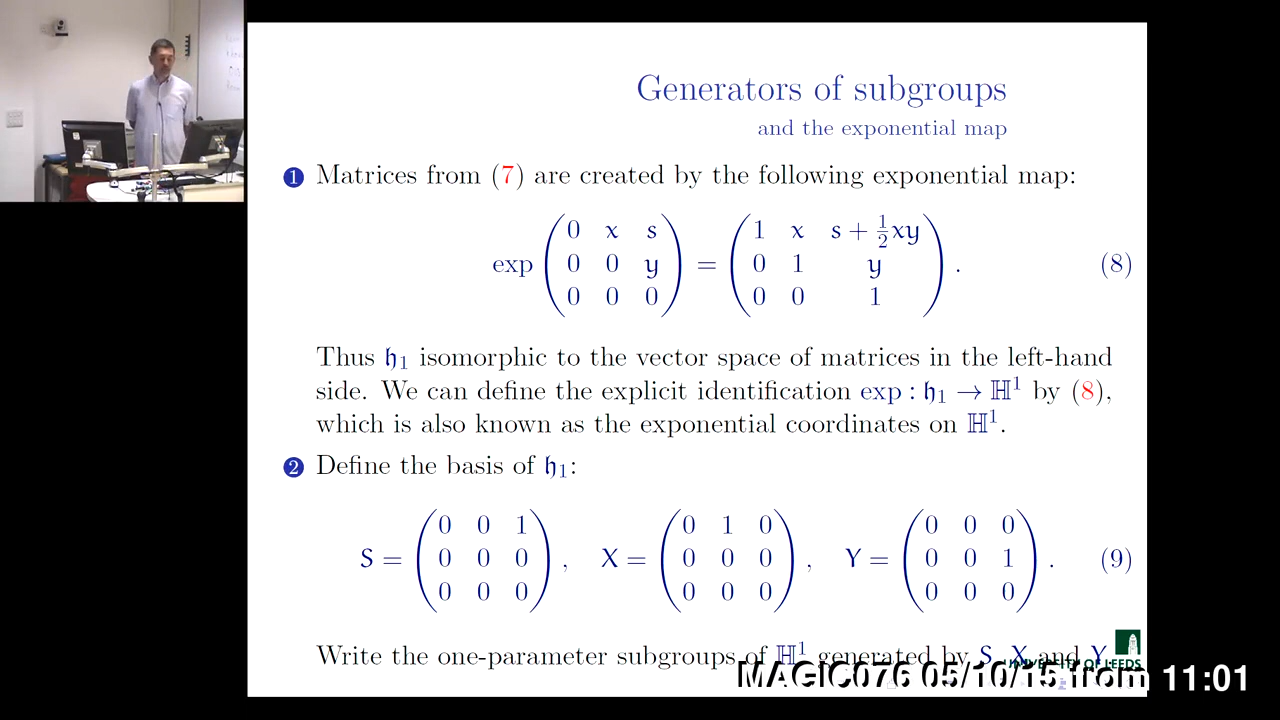 Generators of subgroups
and the exponential map
1 Matrices from (7) are created by the following exponential map:
exp ( 0 x s ; 0 0 y ; 0 0 0 ) = ( 1 x s + ½xy ; 0 1 y ; 0 0 1 ) . (8)
Thus 𝔥₁ isomorphic to the vector space of matrices in the left-hand
side. We can define the explicit identification exp : 𝔥₁ → ℍ¹ by (8),
which is also known as the exponential coordinates on ℍ¹.
2 Define the basis of 𝔥₁:
S = ( 0 0 1 ; 0 0 0 ; 0 0 0 ) , X = ( 0 1 0 ; 0 0 0 ; 0 0 0 ) , Y = ( 0 0 0 ; 0 0 1 ; 0 0 0 ) . (9)
Write the one-parameter subgroups of ℍ¹ generated by S, X and Y.
UNIVERSITY OF LEEDS
MAGIC076 05/10/15 from 11:01